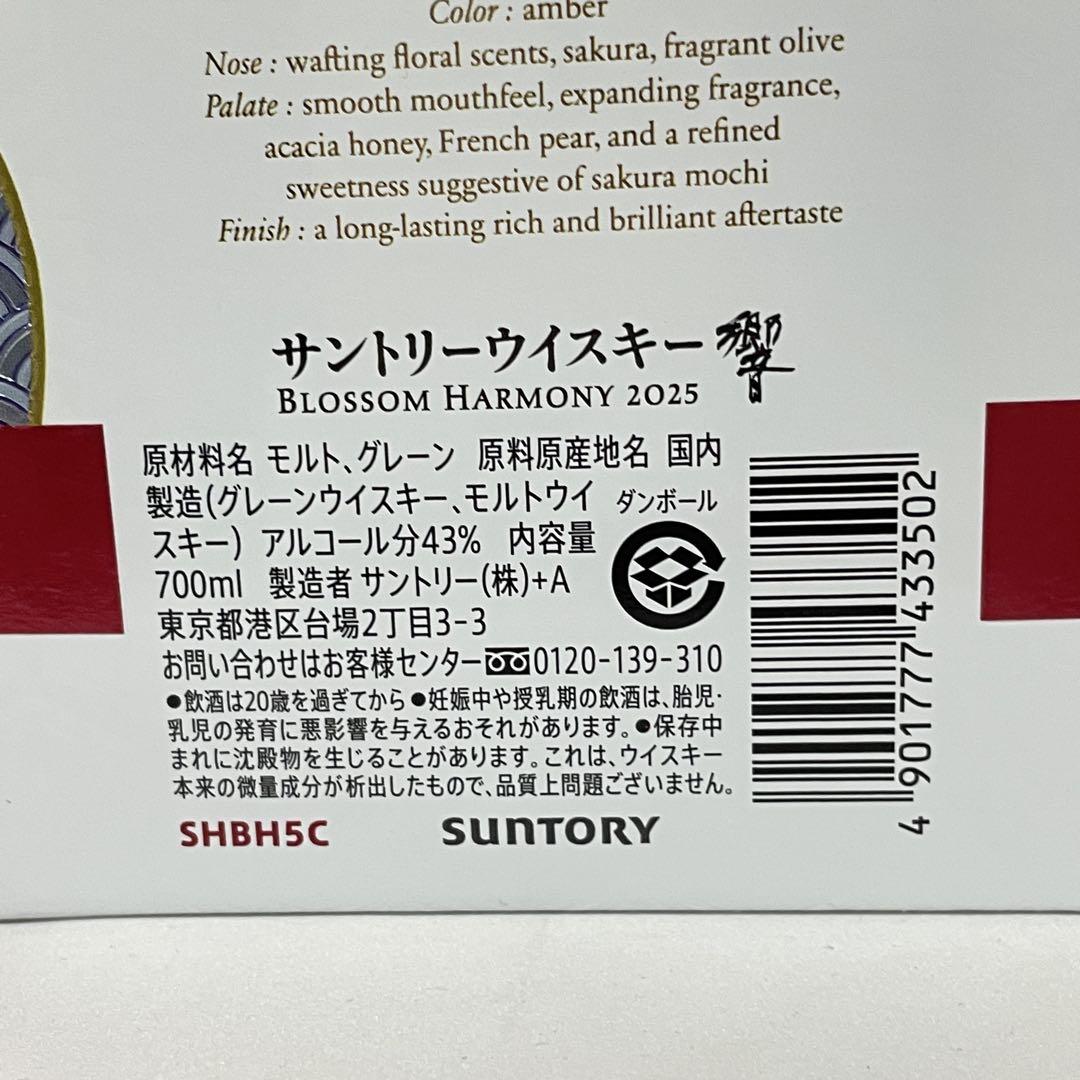 Color : amber
Nose : wafting floral scents, sakura, fragrant olive
Palate : smooth mouthfeel, expanding fragrance,
acacia honey, French pear, and a refined
sweetness suggestive of sakura mochi
Finish : a long-lasting rich and brilliant aftertaste
サントリーウイスキー響
BLOSSOM HARMONY 2025
原材料名 モルト、グレーン 原料原産地名 国内
製造(グレーンウイスキー、モルトウイ
スキー) アルコール分43% 内容量
700ml 製造者 サントリー(株)+A
東京都港区台場2丁目3-3
お問い合わせはお客様センター0120-139-310
ダンボール
●飲酒は20歳を過ぎてから●妊娠中や授乳期の飲酒は、胎児・
乳児の発育に悪影響を与えるおそれがあります。●保存中
まれに沈殿物を生じることがあります。これは、ウイスキー
本来の微量成分が析出したもので、品質上問題ございません。
SHBH5C
SUNTORY
4 901777 433502